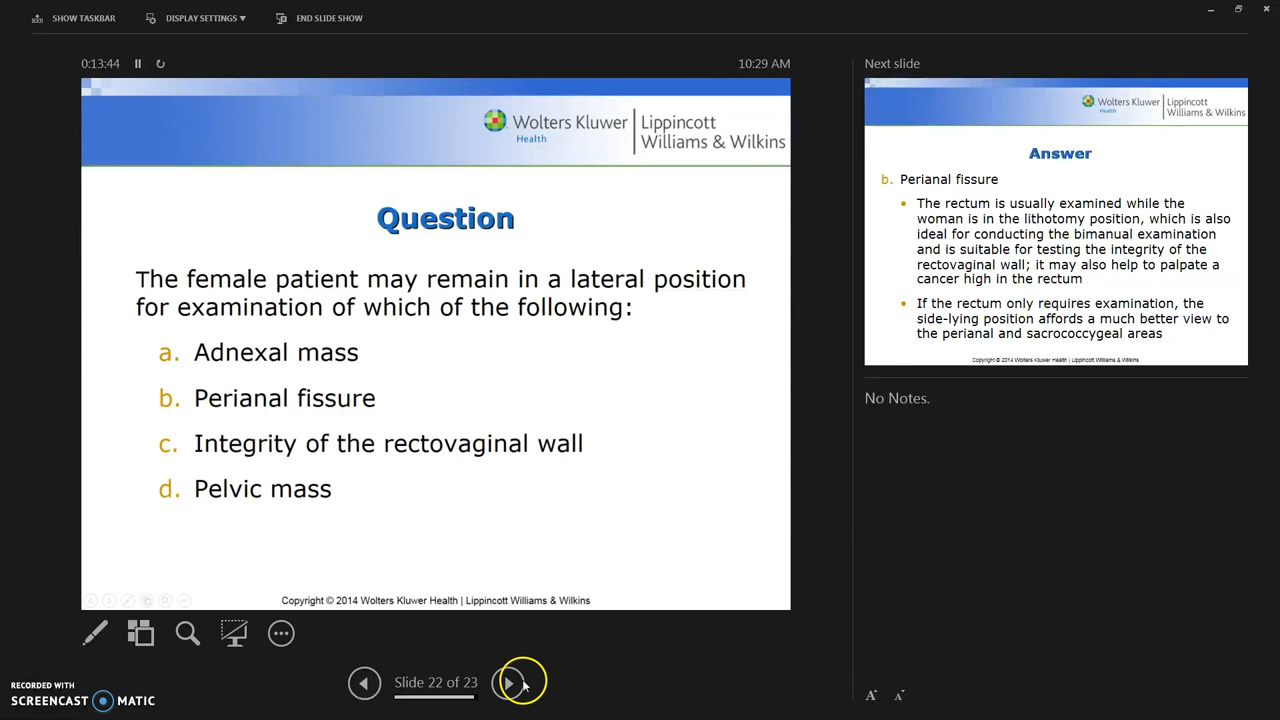 SHOW TASKBAR
DISPLAY SETTINGS ▼
END SLIDE SHOW
0:13:44
10:29 AM
Wolters Kluwer
Health
Lippincott
Williams & Wilkins
Question
The female patient may remain in a lateral position
for examination of which of the following:
a. Adnexal mass
b. Perianal fissure
c. Integrity of the rectovaginal wall
d. Pelvic mass
Copyright © 2014 Wolters Kluwer Health | Lippincott Williams & Wilkins
Slide 22 of 23
RECORDED WITH
SCREENCAST MATIC
Next slide
Wolters Kluwer
Health
Lippincott
Williams & Wilkins
Answer
b. Perianal fissure
• The rectum is usually examined while the
woman is in the lithotomy position, which is also
ideal for conducting the bimanual examination
and is suitable for testing the integrity of the
rectovaginal wall; it may also help to palpate a
cancer high in the rectum
• If the rectum only requires examination, the
side-lying position affords a much better view to
the perianal and sacrococcygeal areas
Copyright © 2014 Wolters Kluwer Health | Lippincott Williams & Wilkins
No Notes.
A A